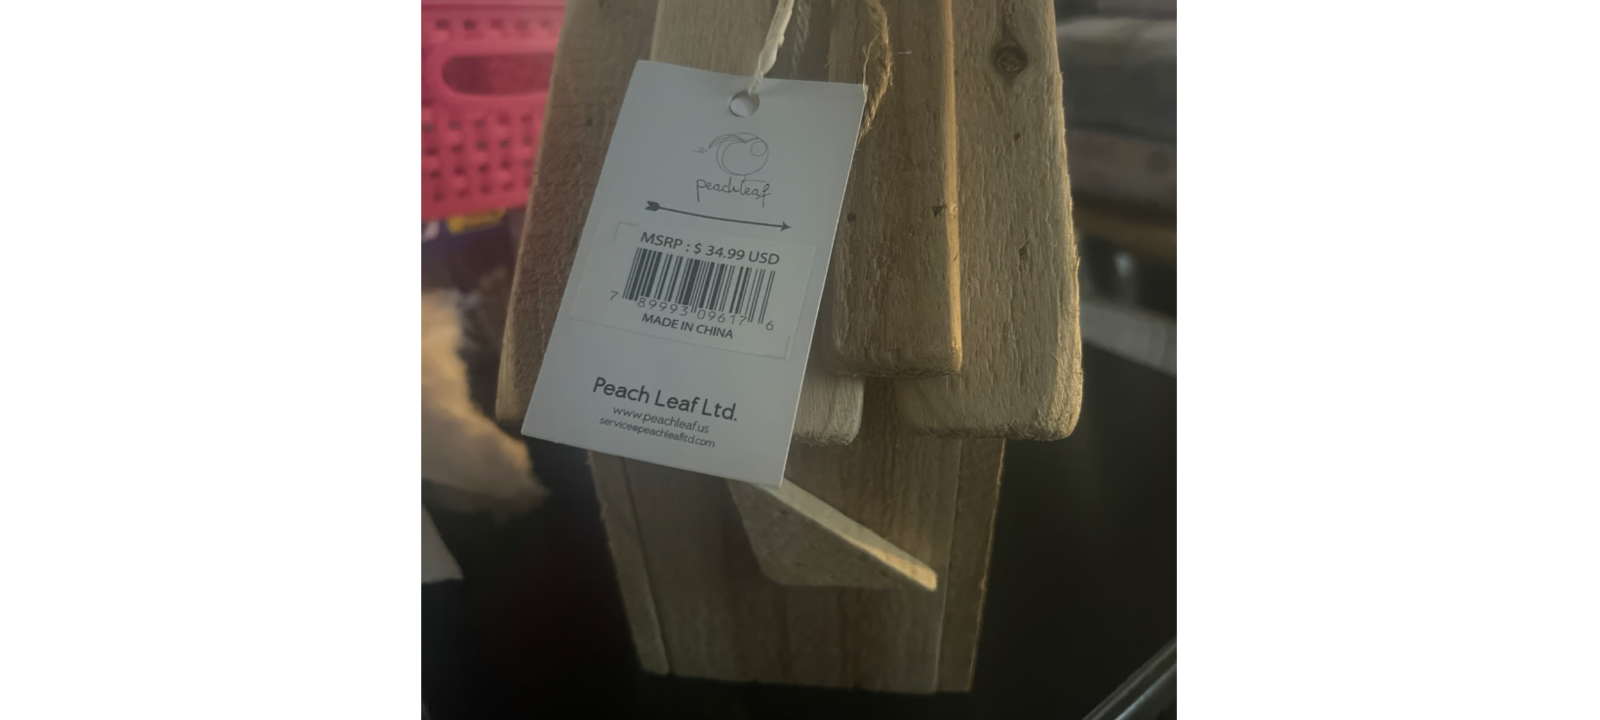 peachleaf
MSRP : $ 34.99 USD
7 89993 09617 6
MADE IN CHINA
Peach Leaf Ltd.
www.peachleaf.us
service@peachleafltd.com